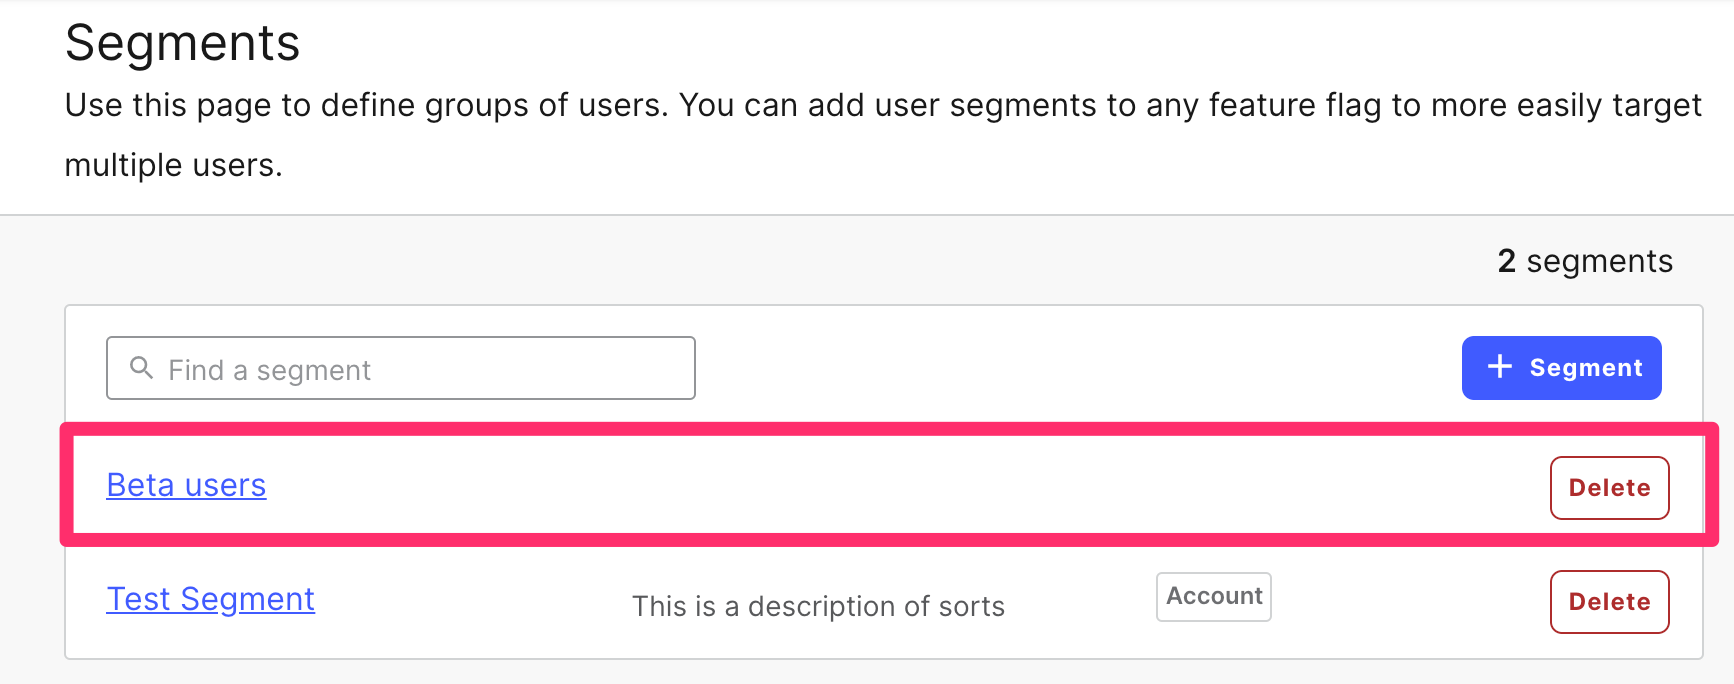 Segments
Use this page to define groups of users. You can add user segments to any feature flag to more easily target
multiple users.
2 segments
Find a segment
+ Segment
Beta users
Delete
Test Segment
This is a description of sorts
Account
Delete